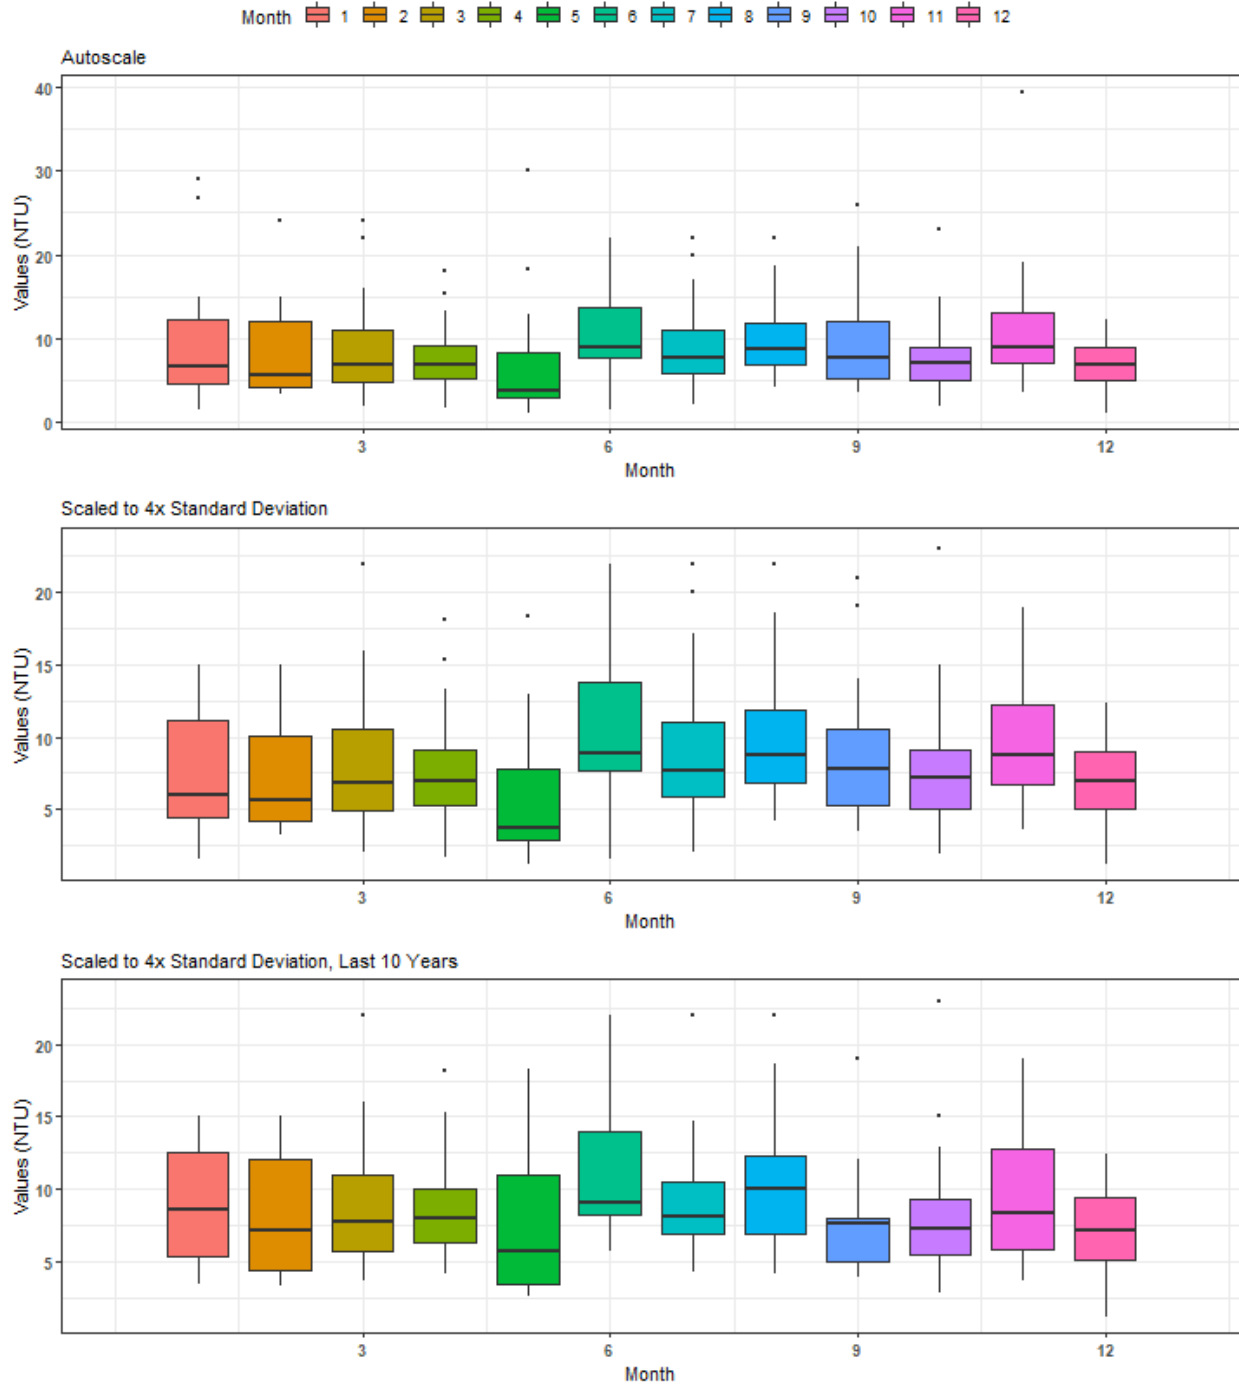 Month 1 2 3 4 5 6 7 8 9 10 11 12
Autoscale
Values (NTU)
40
30
20
10
0
3 6 9 12
Month
Scaled to 4x Standard Deviation
Values (NTU)
20
15
10
5
3 6 9 12
Month
Scaled to 4x Standard Deviation, Last 10 Years
Values (NTU)
20
15
10
5
3 6 9 12
Month